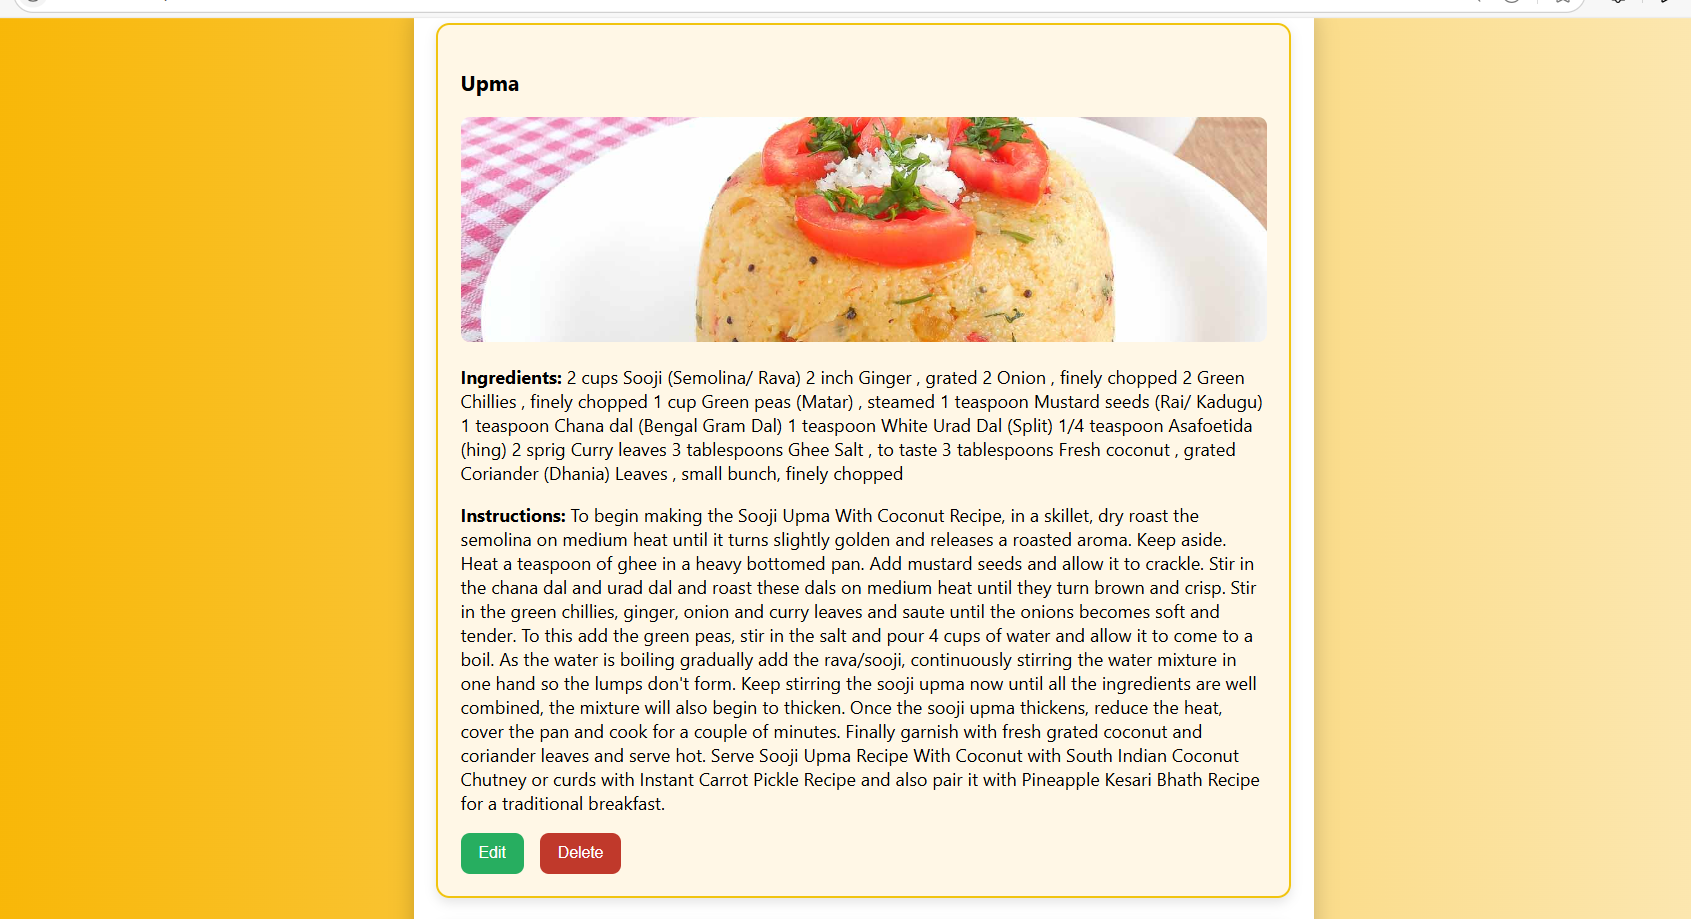 Upma
Ingredients: 2 cups Sooji (Semolina/ Rava) 2 inch Ginger , grated 2 Onion , finely chopped 2 Green
Chillies , finely chopped 1 cup Green peas (Matar) , steamed 1 teaspoon Mustard seeds (Rai/ Kadugu)
1 teaspoon Chana dal (Bengal Gram Dal) 1 teaspoon White Urad Dal (Split) 1/4 teaspoon Asafoetida
(hing) 2 sprig Curry leaves 3 tablespoons Ghee Salt , to taste 3 tablespoons Fresh coconut , grated
Coriander (Dhania) Leaves , small bunch, finely chopped
Instructions: To begin making the Sooji Upma With Coconut Recipe, in a skillet, dry roast the
semolina on medium heat until it turns slightly golden and releases a roasted aroma. Keep aside.
Heat a teaspoon of ghee in a heavy bottomed pan. Add mustard seeds and allow it to crackle. Stir in
the chana dal and urad dal and roast these dals on medium heat until they turn brown and crisp. Stir
in the green chillies, ginger, onion and curry leaves and saute until the onions becomes soft and
tender. To this add the green peas, stir in the salt and pour 4 cups of water and allow it to come to a
boil. As the water is boiling gradually add the rava/sooji, continuously stirring the water mixture in
one hand so the lumps don't form. Keep stirring the sooji upma now until all the ingredients are well
combined, the mixture will also begin to thicken. Once the sooji upma thickens, reduce the heat,
cover the pan and cook for a couple of minutes. Finally garnish with fresh grated coconut and
coriander leaves and serve hot. Serve Sooji Upma Recipe With Coconut with South Indian Coconut
Chutney or curds with Instant Carrot Pickle Recipe and also pair it with Pineapple Kesari Bhath Recipe
for a traditional breakfast.
Edit Delete